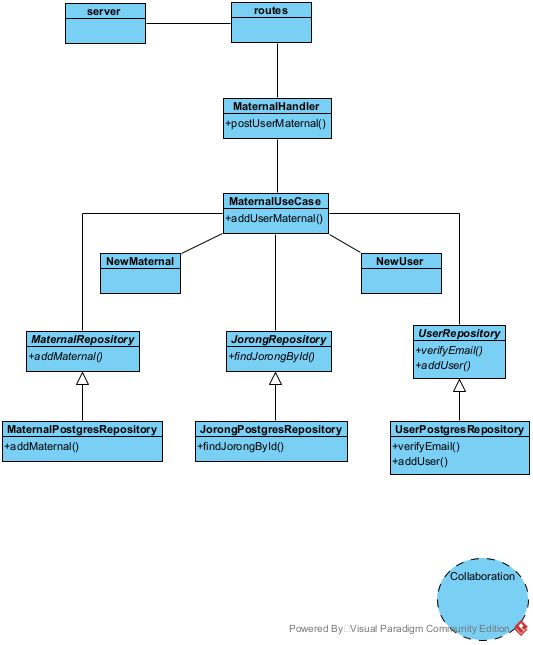 server
routes
MaternalHandler
+postUserMaternal()
MaternalUseCase
+addUserMaternal()
NewMaternal
NewUser
MaternalRepository
+addMaternal()
JorongRepository
+findJorongById()
UserRepository
+verifyEmail()
+addUser()
MaternalPostgresRepository
+addMaternal()
JorongPostgresRepository
+findJorongById()
UserPostgresRepository
+verifyEmail()
+addUser()
Collaboration
Powered By Visual Paradigm Community Edition